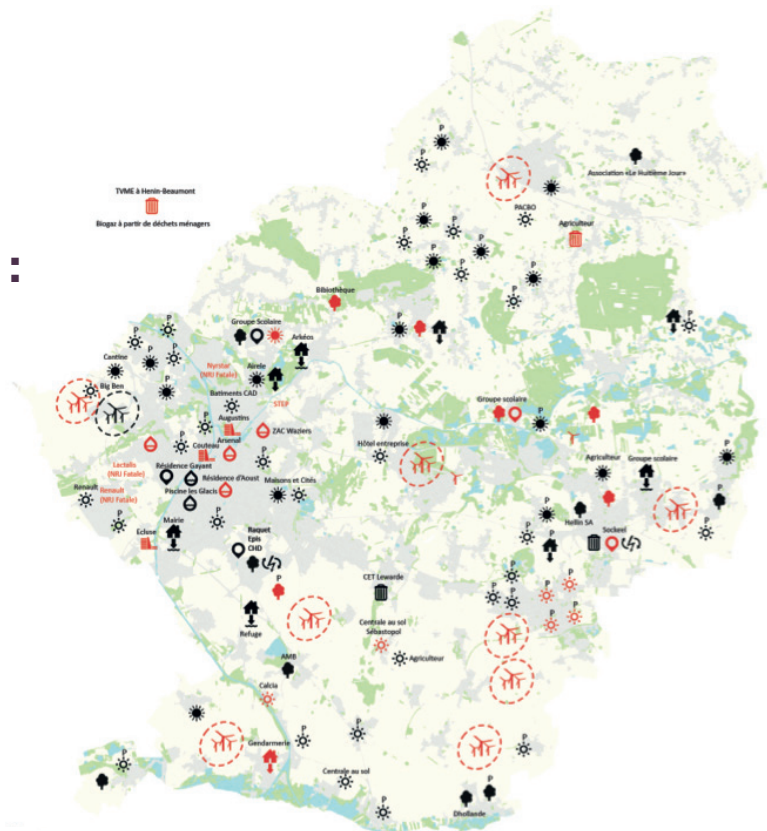 P
P
TVME à Henin-Beaumont
Biogaz à partir de déchets ménagers
:
Association «Le Huitième Jour»
PACBO
Agriculteur
P
P
P
P
P
P
P
P
Bibiothèque
Groupe Scolaire
Arkéos
P
P
P
P
P
P
P
P
P
P
Cantine
Big Ben
Nyrstar
(NRJ Fatale)
Airele
Batiments CAD
STEP
Augustins
Arsenal
ZAC Waziers
Couteau
P
P
P
Lactalis
(NRJ Fatale)
Résidence Gayant
Résidence d'Aoust
Piscine les Glacis
Maisons et Cités
Renault
Renault
(NRJ Fatale)
P
P
Ecluse
Mairie
Hôtel entreprise
Groupe scolaire
P
P
P
Agriculteur
Groupe scolaire
P
P
P
P
Hellin SA
Sockeel
P
P
P
Raquet
Epis
CHD
P
Refuge
CET Lewarde
Centrale au sol
Sébastopol
Agriculteur
P
P
P
P
P
P
P
AMB
Calcia
Gendarmerie
P
P
Centrale au sol
P
P
P
P
Dhollande